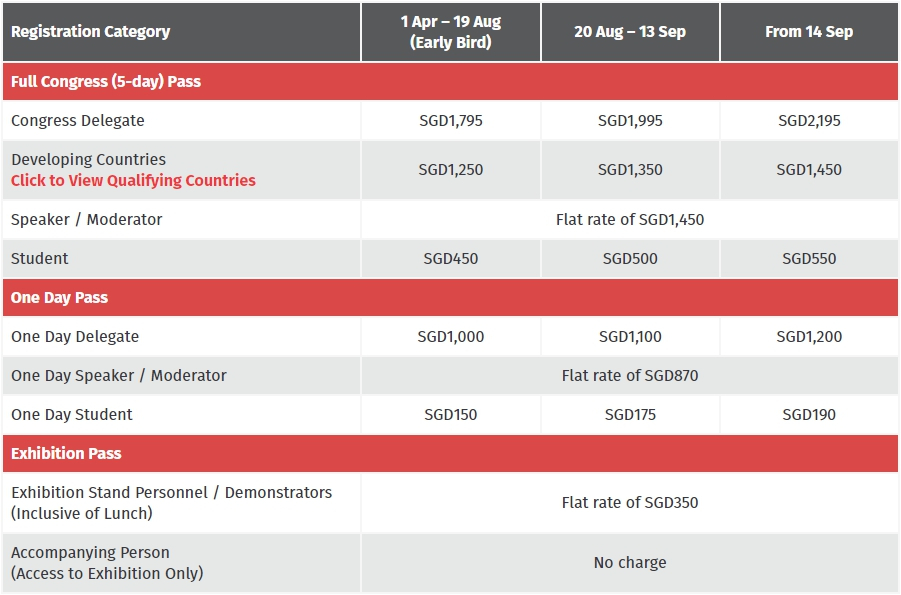 Registration Category
1 Apr – 19 Aug
(Early Bird)
20 Aug – 13 Sep
From 14 Sep
Full Congress (5-day) Pass
Congress Delegate
SGD1,795
SGD1,995
SGD2,195
Developing Countries
Click to View Qualifying Countries
SGD1,250
SGD1,350
SGD1,450
Speaker / Moderator
Flat rate of SGD1,450
Student
SGD450
SGD500
SGD550
One Day Pass
One Day Delegate
SGD1,000
SGD1,100
SGD1,200
One Day Speaker / Moderator
Flat rate of SGD870
One Day Student
SGD150
SGD175
SGD190
Exhibition Pass
Exhibition Stand Personnel / Demonstrators
(Inclusive of Lunch)
Flat rate of SGD350
Accompanying Person
(Access to Exhibition Only)
No charge